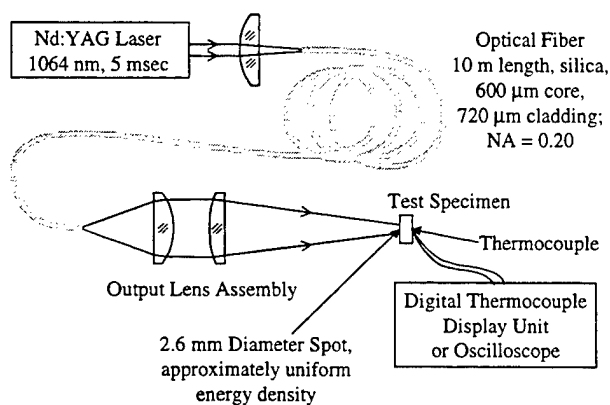 Nd:YAG Laser
1064 nm, 5 msec
Optical Fiber
10 m length, silica,
600 μm core,
720 μm cladding;
NA = 0.20
Test Specimen
Thermocouple
Output Lens Assembly
Digital Thermocouple
Display Unit
or Oscilloscope
2.6 mm Diameter Spot,
approximately uniform
energy density